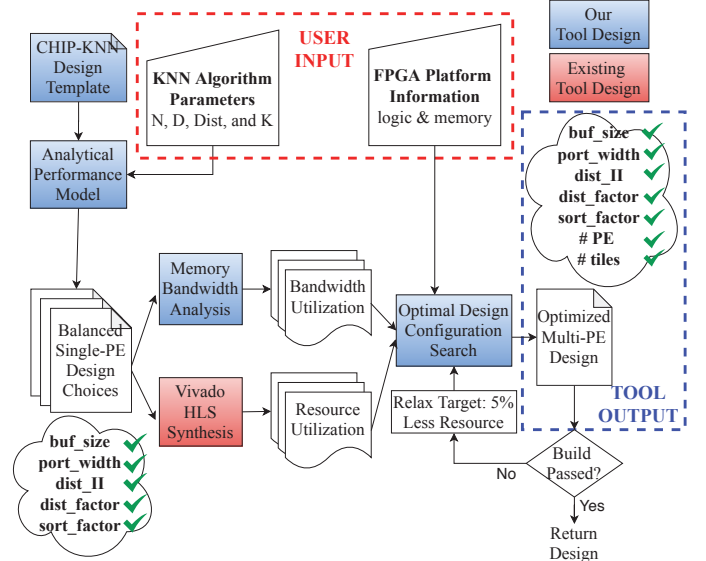 CHIP-KNN
Design
Template
USER
INPUT
KNN Algorithm
Parameters
N, D, Dist, and K
FPGA Platform
Information
logic & memory
Our
Tool Design
Existing
Tool Design
Analytical
Performance
Model
buf_size
port_width
dist_II
dist_factor
sort_factor
# PE
# tiles
Balanced
Single-PE
Design
Choices
Memory
Bandwidth
Analysis
Bandwidth
Utilization
Optimal Design
Configuration
Search
Optimized
Multi-PE
Design
Vivado
HLS
Synthesis
Resource
Utilization
Relax Target: 5%
Less Resource
TOOL
OUTPUT
buf_size
port_width
dist_II
dist_factor
sort_factor
Build
Passed?
No
Yes
Return
Design